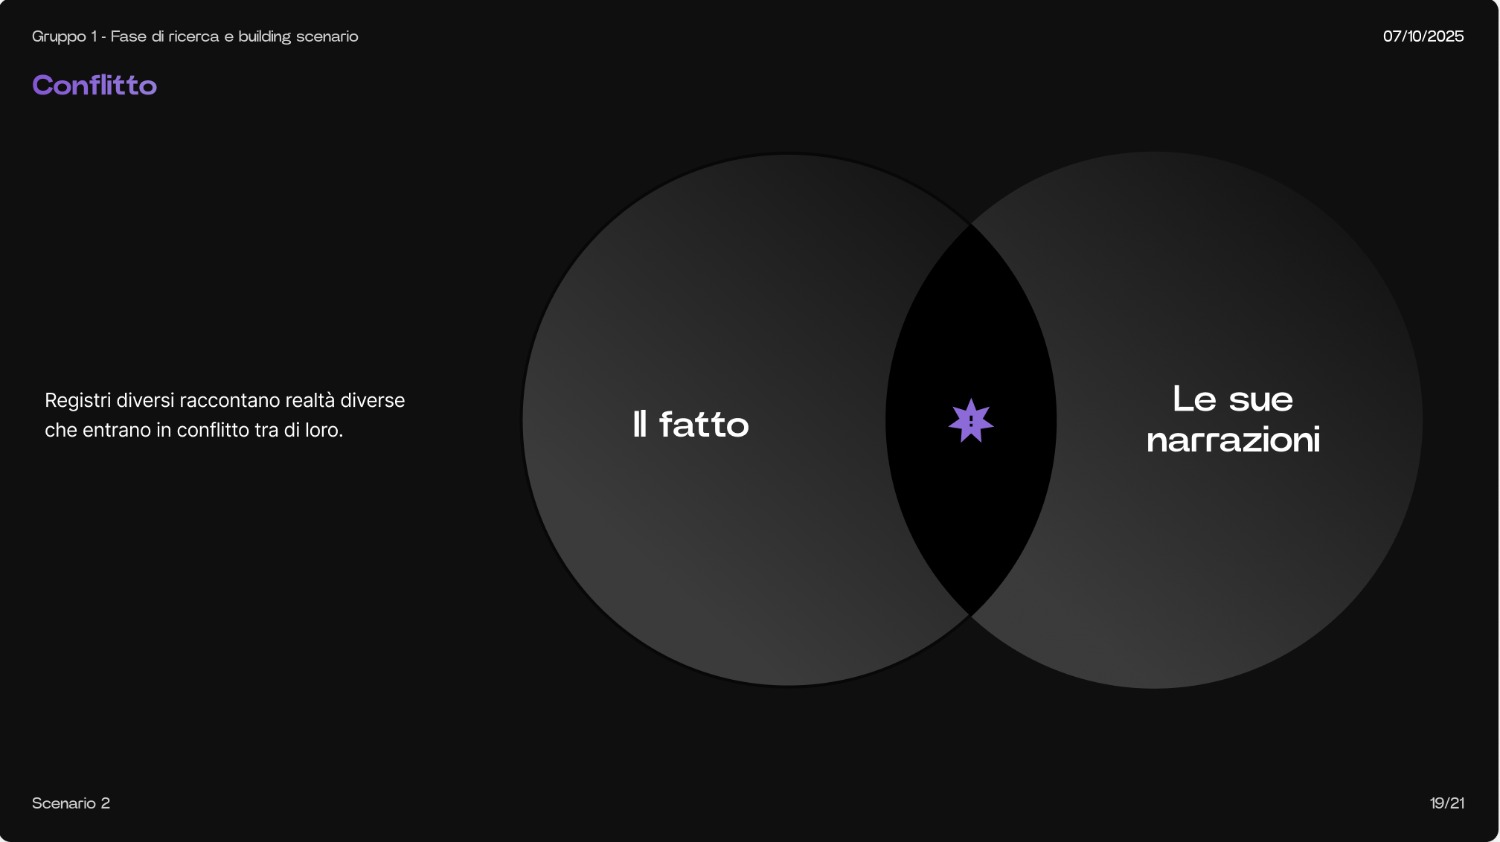 Gruppo 1 - Fase di ricerca e building scenario
07/10/2025
Conflitto
Registri diversi raccontano realtà diverse
che entrano in conflitto tra di loro.
Il fatto
!
Le sue
narrazioni
Scenario 2
19/21